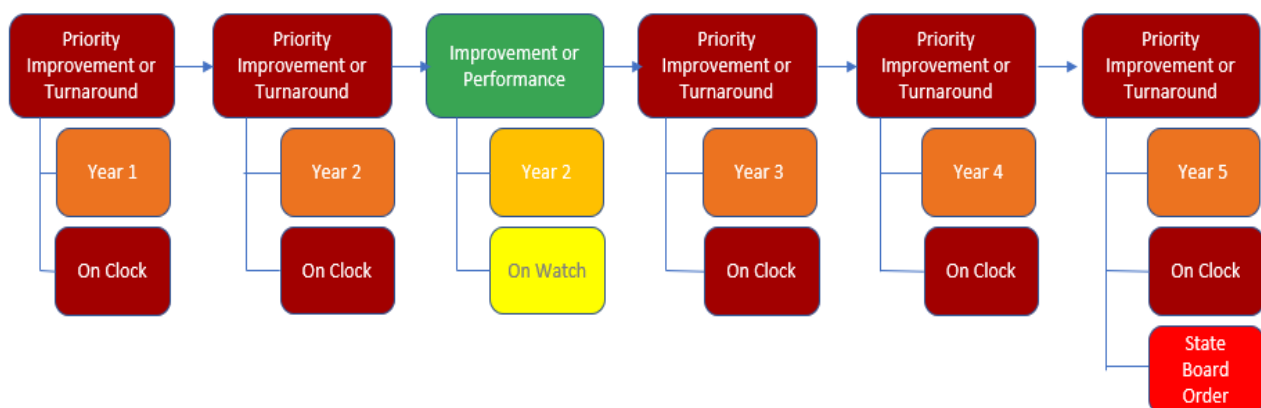 Priority
Improvement or
Turnaround
Priority
Improvement or
Turnaround
Improvement or
Performance
Priority
Improvement or
Turnaround
Priority
Improvement or
Turnaround
Priority
Improvement or
Turnaround
Year 1
Year 2
Year 2
Year 3
Year 4
Year 5
On Clock
On Clock
On Watch
On Clock
On Clock
On Clock
State
Board
Order